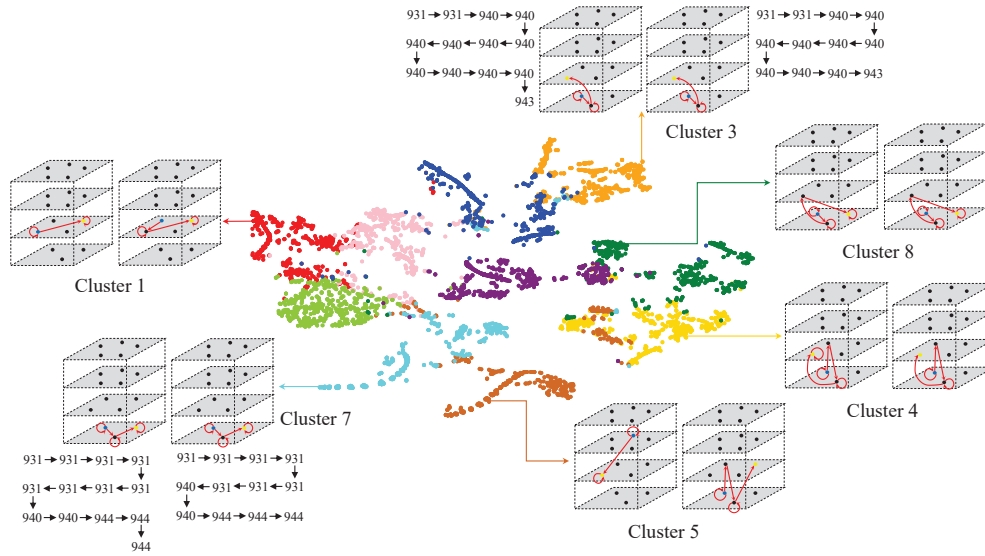 931→931→940→940
940←940←940←940
940→940→940→940
943
931→931→940→940
940←940←940←940
940→940→940→943
Cluster 3
Cluster 8
Cluster 1
Cluster 4
Cluster 7
931→931→931→931
931←931←931←931
940→940→944→944
944
931→931→931→931
940←931←931←931
940→944→944→944
Cluster 5